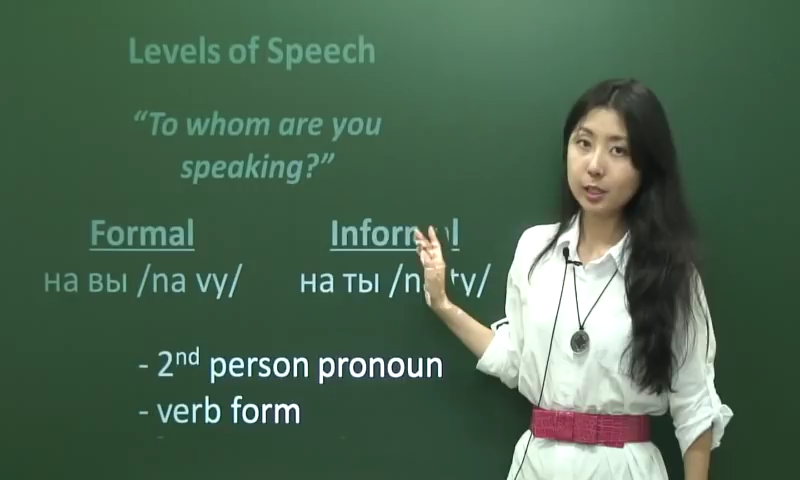 Levels of Speech
“To whom are you
speaking?”
Formal
Informal
на вы /na vy/
на ты /na ty/
- 2nd person pronoun
- verb form